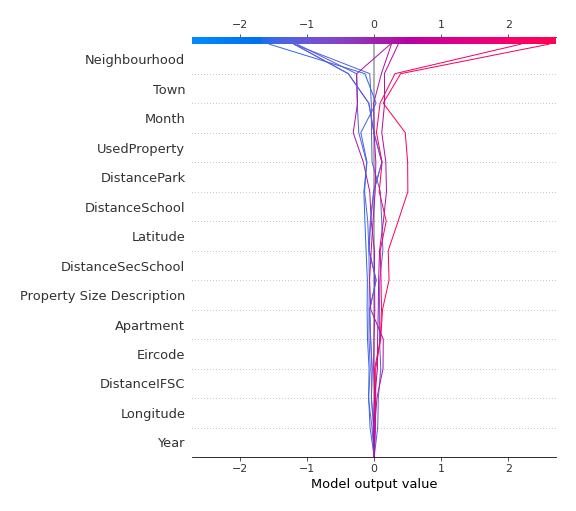 −2 −1 0 1 2
Neighbourhood
Town
Month
UsedProperty
DistancePark
DistanceSchool
Latitude
DistanceSecSchool
Property Size Description
Apartment
Eircode
DistanceIFSC
Longitude
Year
−2 −1 0 1 2
Model output value